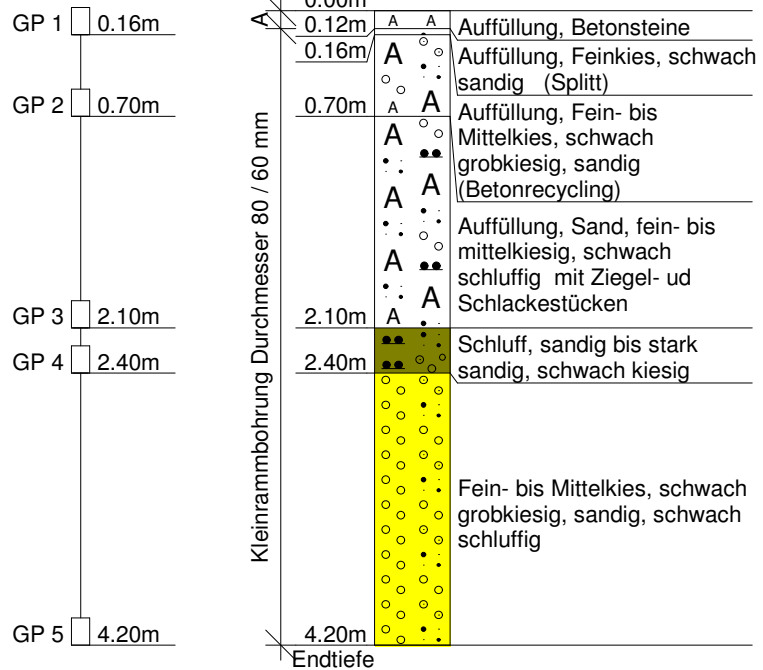 0.00m
GP 1 0.16m
A
0.12m
A A
Auffüllung, Betonsteine
0.16m
A
Auffüllung, Feinkies, schwach
sandig (Splitt)
GP 2 0.70m
0.70m
A A
Auffüllung, Fein- bis
Mittelkies, schwach
grobkiesig, sandig
(Betonrecycling)
Kleinrammbohrung Durchmesser 80 / 60 mm
A
A
A
A
A
A
Auffüllung, Sand, fein- bis
mittelkiesig, schwach
schluffig mit Ziegel- ud
Schlackestücken
GP 3 2.10m
2.10m
Schluff, sandig bis stark
sandig, schwach kiesig
GP 4 2.40m
2.40m
Fein- bis Mittelkies, schwach
grobkiesig, sandig, schwach
schluffig
GP 5 4.20m
4.20m
Endtiefe